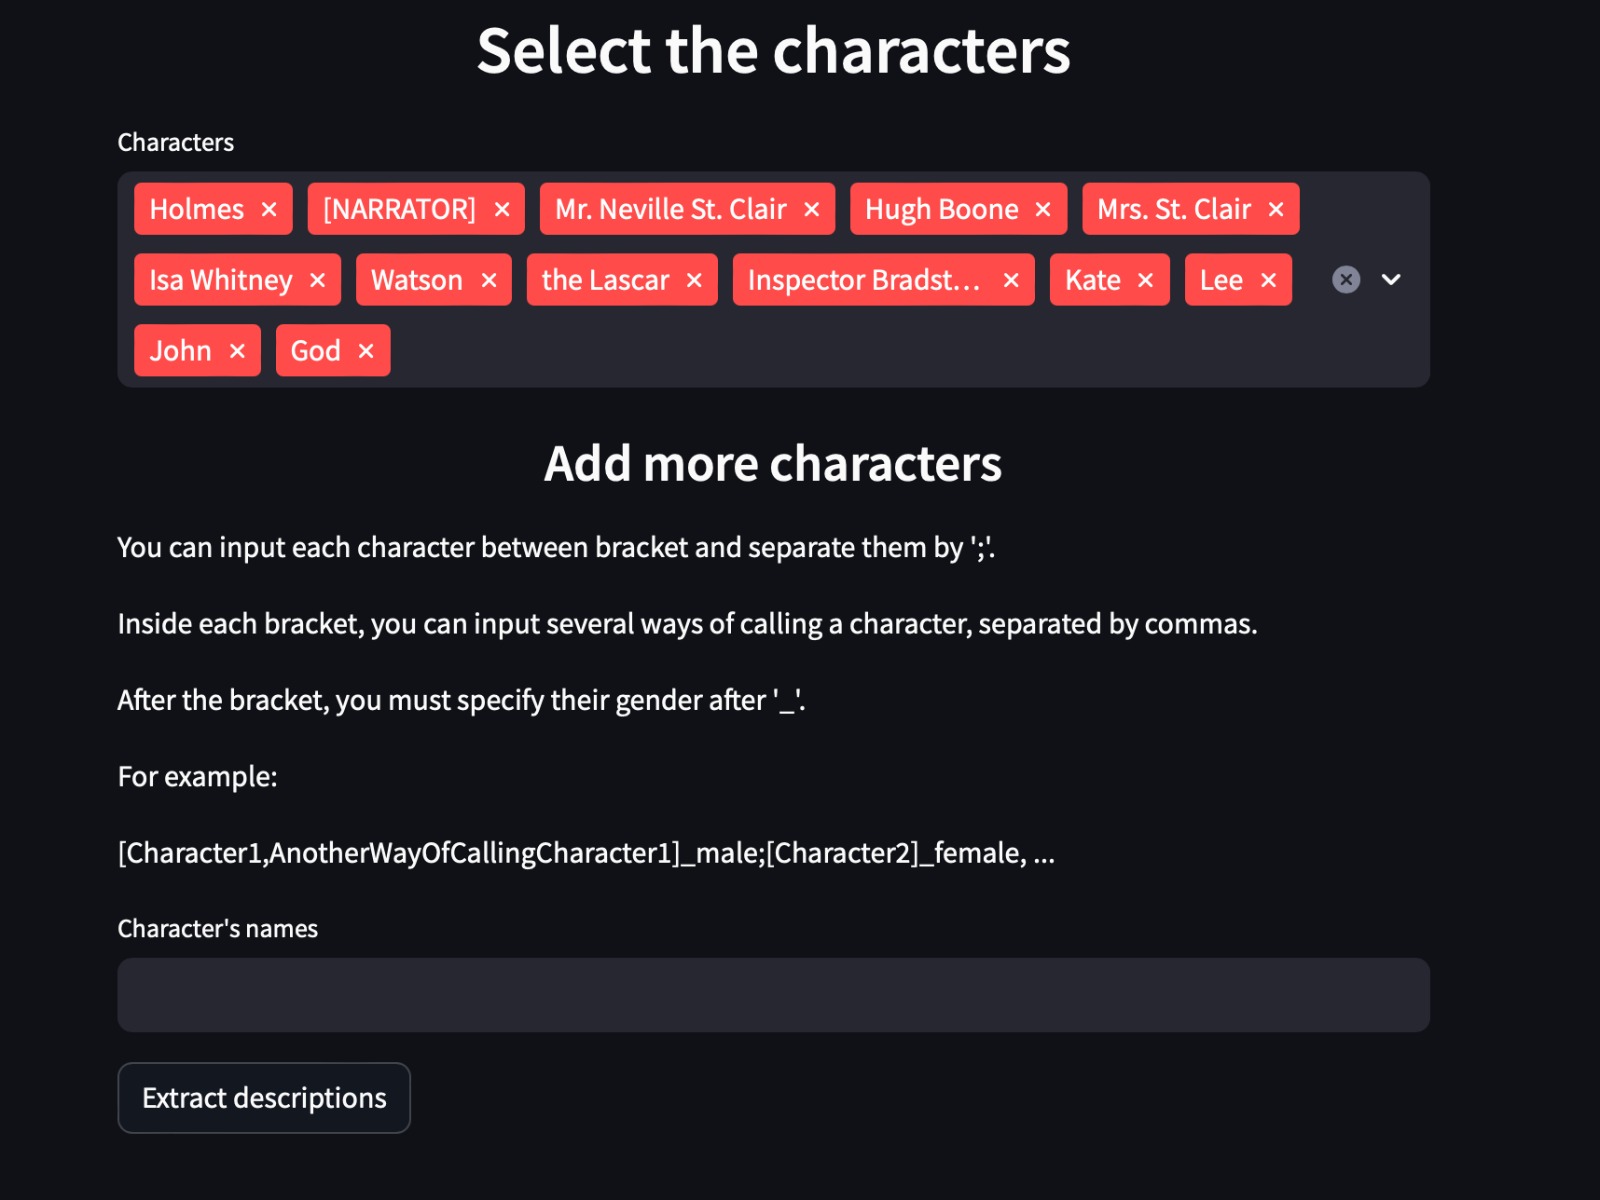 Select the characters
Characters
Holmes × [NARRATOR] × Mr. Neville St. Clair × Hugh Boone × Mrs. St. Clair ×
Isa Whitney × Watson × the Lascar × Inspector Bradst... × Kate × Lee ×
John × God ×
Add more characters
You can input each character between bracket and separate them by ';'.
Inside each bracket, you can input several ways of calling a character, separated by commas.
After the bracket, you must specify their gender after '_'.
For example:
[Character1,AnotherWayOfCallingCharacter1]_male;[Character2]_female, ...
Character's names
Extract descriptions